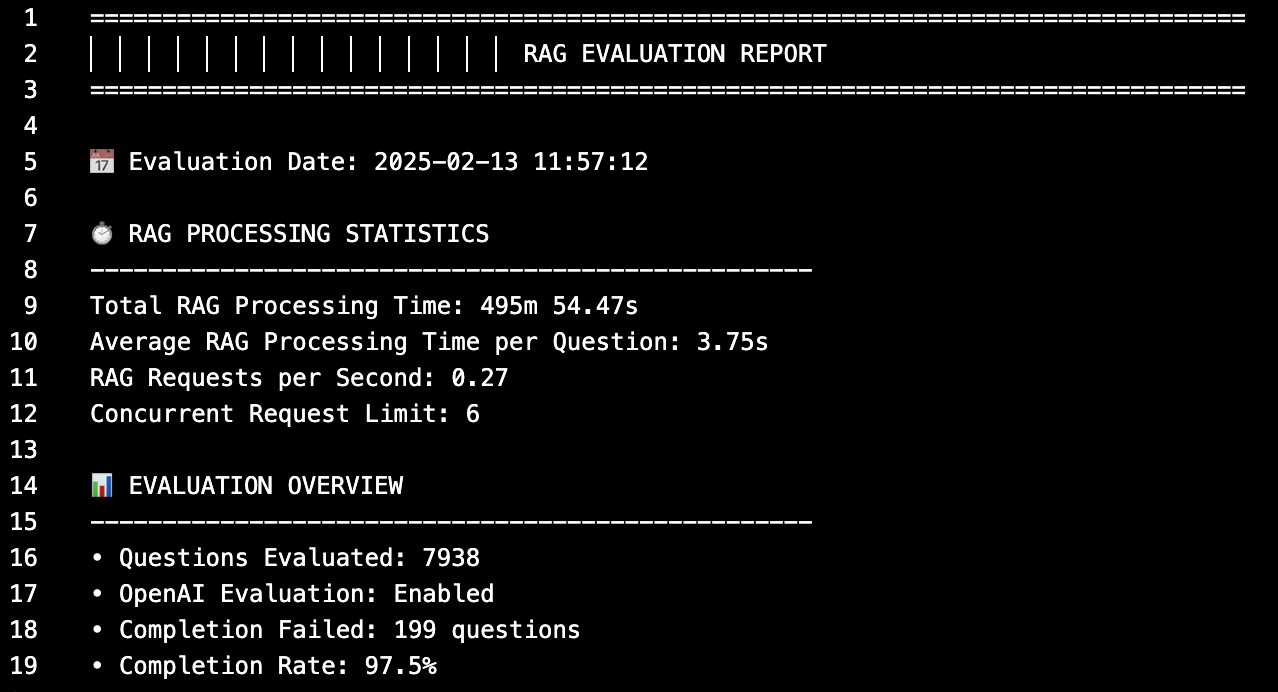 1 ================================================================================
2 │ │ │ │ │ │ │ │ │ │ │ │ │ │ │ RAG EVALUATION REPORT
3 ================================================================================
4
5 📅 Evaluation Date: 2025-02-13 11:57:12
6
7 ⏱️ RAG PROCESSING STATISTICS
8 --------------------------------------------------
9 Total RAG Processing Time: 495m 54.47s
10 Average RAG Processing Time per Question: 3.75s
11 RAG Requests per Second: 0.27
12 Concurrent Request Limit: 6
13
14 📊 EVALUATION OVERVIEW
15 --------------------------------------------------
16 • Questions Evaluated: 7938
17 • OpenAI Evaluation: Enabled
18 • Completion Failed: 199 questions
19 • Completion Rate: 97.5%